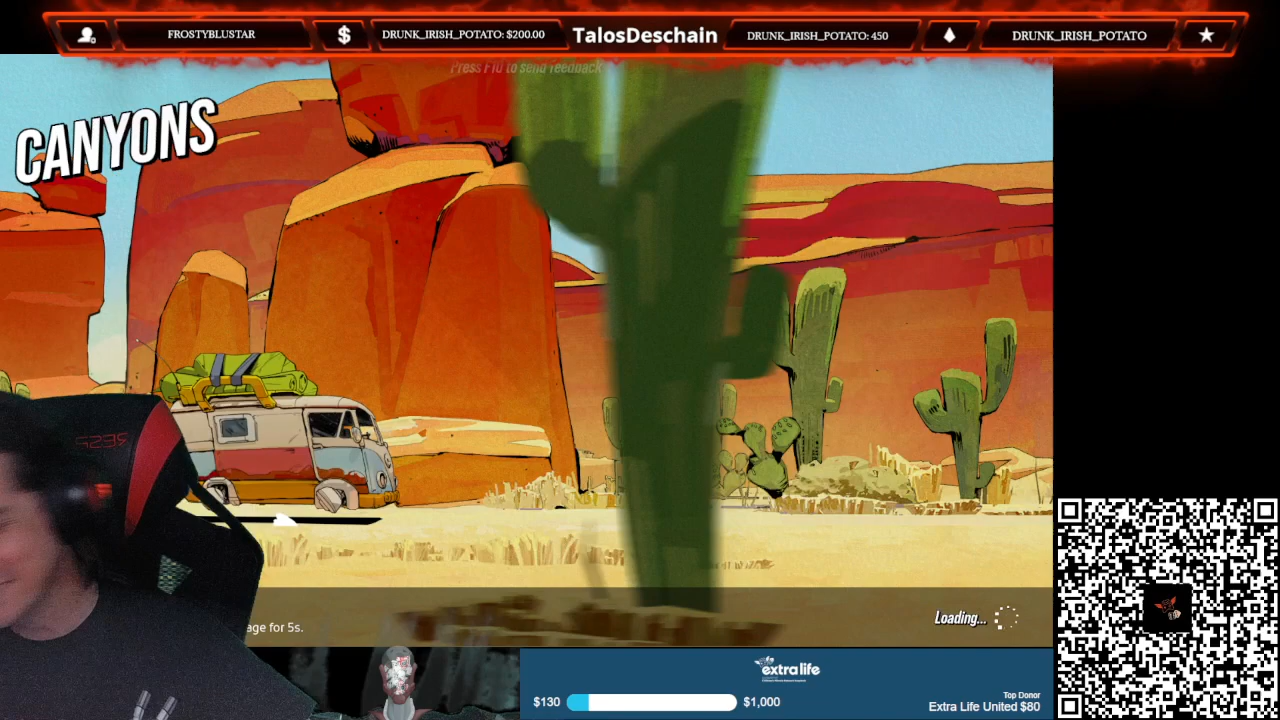 FROSTYBLUSTAR
$
DRUNK_IRISH_POTATO: $200.00
TalosDeschain
DRUNK_IRISH_POTATO: 450
DRUNK_IRISH_POTATO
Press F10 to send feedback
CANYONS
age for 5s.
Loading...
extra life
$130
$1,000
Top Donor
Extra Life United $80